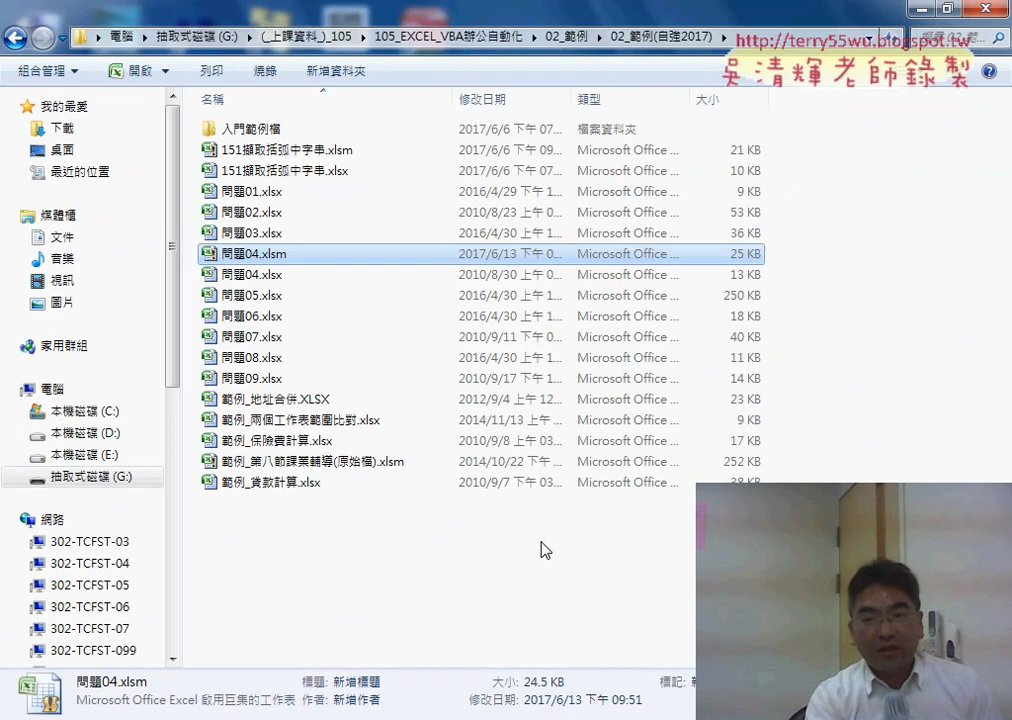 電腦 抽取式磁碟 (G:) (_上課資料_)_105 105_EXCEL_VBA辦公自動化 02_範例 02_範例(自強2017)
http://terry55wu.blogspot.tw
吳清輝老師錄製
組合管理 開啟 列印 燒錄 新增資料夾
名稱 修改日期 類型 大小
我的最愛
下載
桌面
最近的位置
媒體櫃
文件
音樂
視訊
圖片
家用群組
電腦
本機磁碟 (C:)
本機磁碟 (D:)
本機磁碟 (E:)
抽取式磁碟 (G:)
網路
302-TCFST-03
302-TCFST-04
302-TCFST-05
302-TCFST-06
302-TCFST-07
302-TCFST-099
入門範例檔 2017/6/6 下午 07... 檔案資料夾
151擷取括弧中字串.xlsm 2017/6/6 下午 09... Microsoft Office ... 21 KB
151擷取括弧中字串.xlsx 2017/6/6 下午 07... Microsoft Office ... 10 KB
問題01.xlsx 2016/4/29 下午 1... Microsoft Office ... 9 KB
問題02.xlsx 2010/8/23 上午 0... Microsoft Office ... 53 KB
問題03.xlsx 2016/4/30 上午 1... Microsoft Office ... 36 KB
問題04.xlsm 2017/6/13 下午 0... Microsoft Office ... 25 KB
問題04.xlsx 2010/8/30 上午 0... Microsoft Office ... 13 KB
問題05.xlsx 2016/4/30 上午 1... Microsoft Office ... 250 KB
問題06.xlsx 2016/4/30 上午 1... Microsoft Office ... 18 KB
問題07.xlsx 2010/9/11 下午 0... Microsoft Office ... 40 KB
問題08.xlsx 2016/4/30 上午 1... Microsoft Office ... 11 KB
問題09.xlsx 2010/9/17 上午 1... Microsoft Office ... 14 KB
範例_地址合併.XLSX 2012/9/4 上午 12... Microsoft Office ... 23 KB
範例_兩個工作表範圍比對.xlsx 2014/11/13 上午 ... Microsoft Office ... 9 KB
範例_保險費計算.xlsx 2010/9/8 上午 03... Microsoft Office ... 17 KB
範例_第八節課業輔導(原始檔).xlsm 2014/10/22 下午 ... Microsoft Office ... 252 KB
範例_貸款計算.xlsx 2010/9/7 下午 03... Microsoft Office ... 38 KB
問題04.xlsm 標題: 新增標題 大小: 24.5 KB 標記:
Microsoft Office Excel 啟用巨集的工作表 作者: 新增作者 修改日期: 2017/6/13 下午 09:51